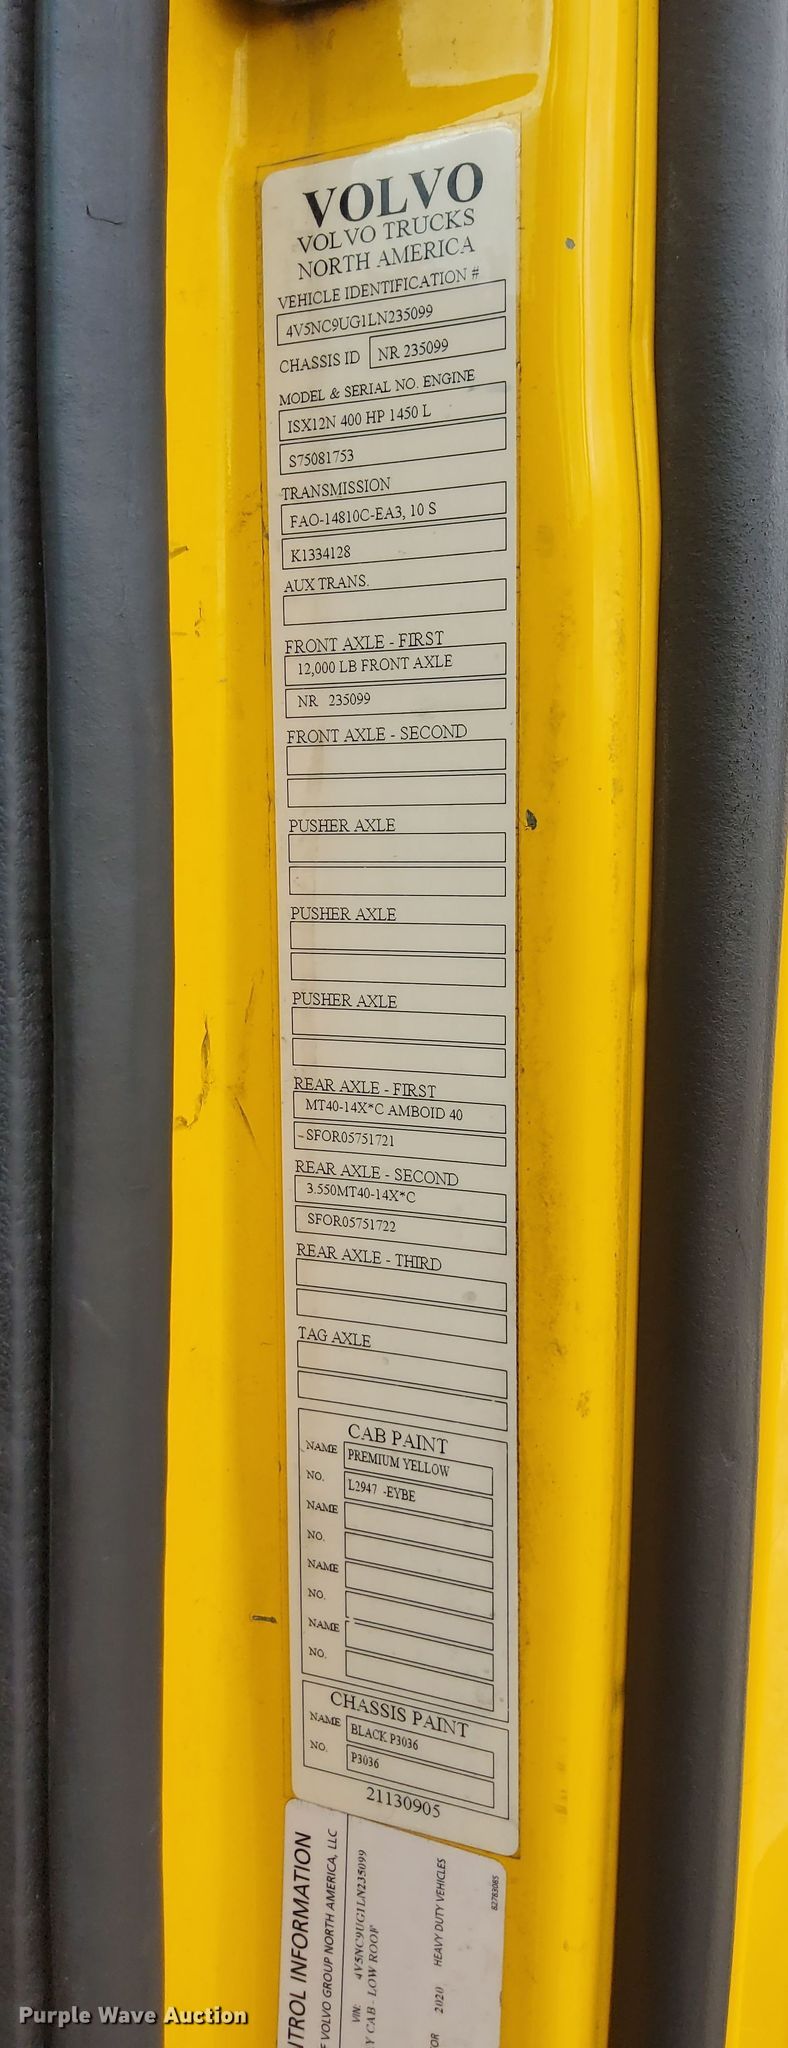 VOLVO
VOLVO TRUCKS
NORTH AMERICA
VEHICLE IDENTIFICATION #
4V5NC9UG1LN235099
CHASSIS ID NR 235099
MODEL & SERIAL NO. ENGINE
ISX12N 400 HP 1450 L
S75081753
TRANSMISSION
FAO-14810C-EA3, 10 S
K1334128
AUX TRANS.
FRONT AXLE - FIRST
12,000 LB FRONT AXLE
NR 235099
FRONT AXLE - SECOND
PUSHER AXLE
PUSHER AXLE
PUSHER AXLE
REAR AXLE - FIRST
MT40-14X*C AMBOID 40
SFOR05751721
REAR AXLE - SECOND
3.550MT40-14X*C
SFOR05751722
REAR AXLE - THIRD
TAG AXLE
CAB PAINT
NAME PREMIUM YELLOW
NO. L2947 -EYBE
NAME
NO.
NAME
NO.
NAME
NO.
CHASSIS PAINT
NAME BLACK P3036
NO. P3036
21130905
TROL INFORMATION
VOLVO GROUP NORTH AMERICA, LLC
VIN: 4V5NC9UG1LN235099
Y CAB - LOW ROOF
OR 2020 HEAVY DUTY VEHICLES
82783085
Purple Wave Auction